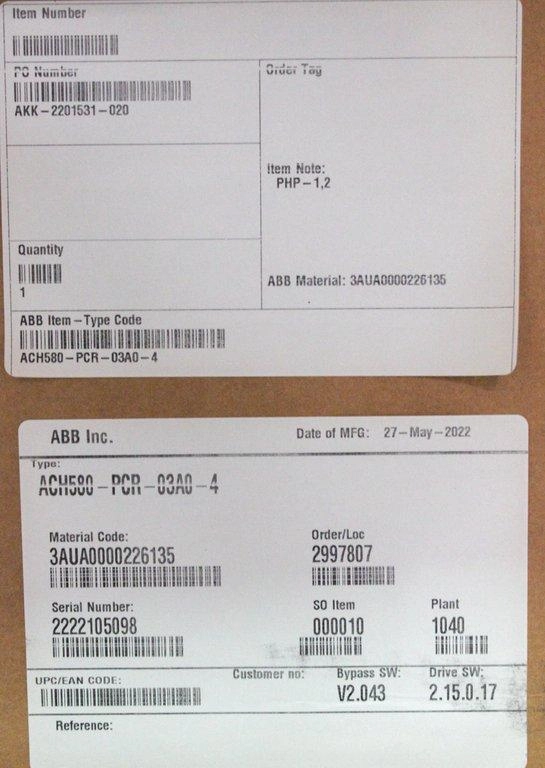 Item Number
PO Number
Order Tag
AKK-2201531-020
Item Note:
PHP-1,2
Quantity
1
ABB Material: 3AUA0000226135
ABB Item-Type Code
ACH580-PCR-03A0-4
ABB Inc.
Date of MFG: 27-May-2022
Type:
ACH580-PCR-03A0-4
Material Code:
3AUA0000226135
Order/Loc
2997807
Serial Number:
2222105098
SO Item
000010
Plant
1040
UPC/EAN CODE:
Customer no:
Bypass SW:
V2.043
Drive SW:
2.15.0.17
Reference: